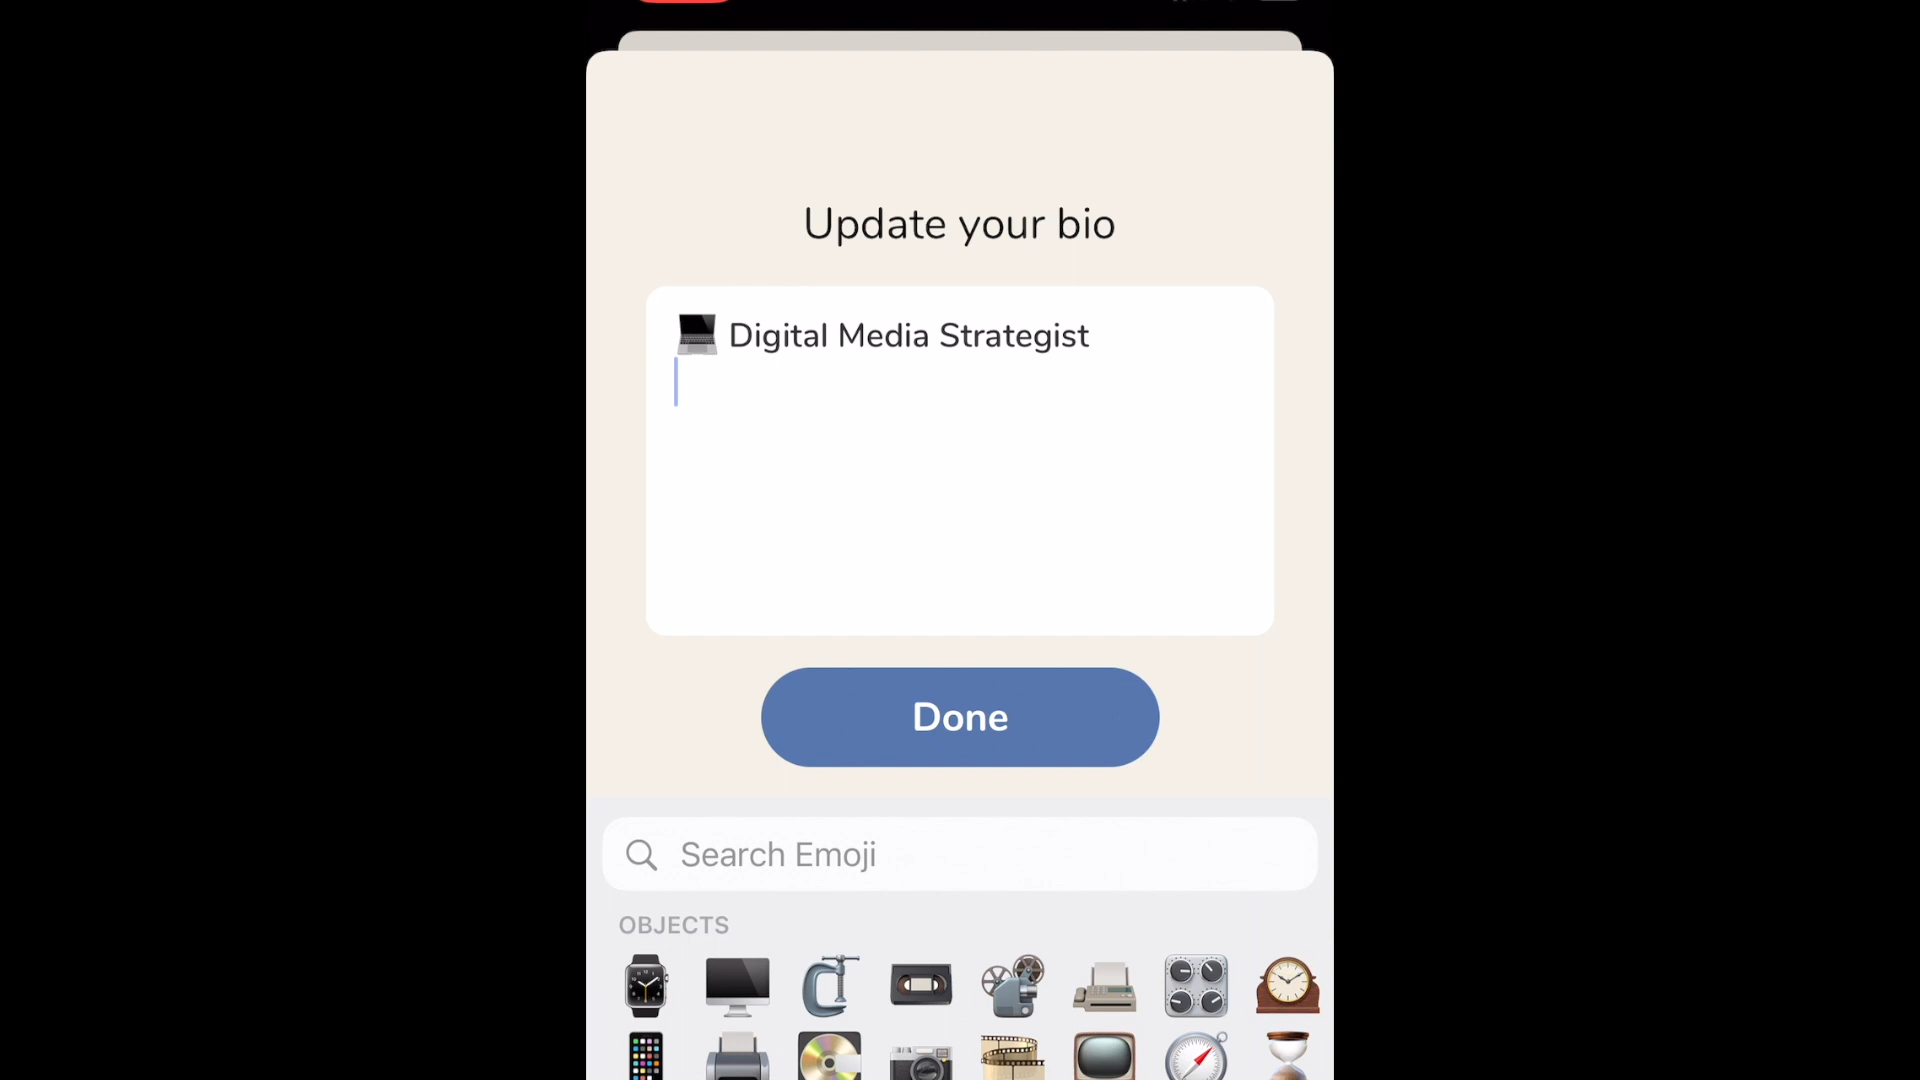 Update your bio
💻 Digital Media Strategist
Done
Search Emoji
OBJECTS